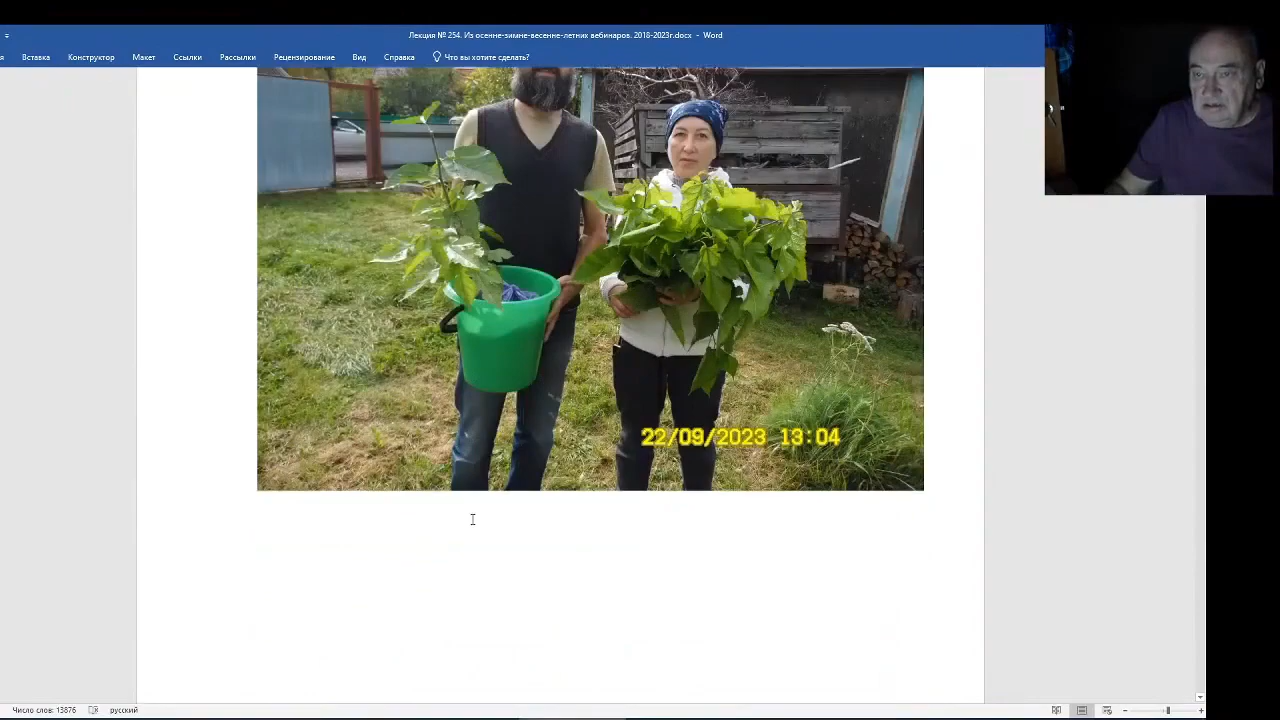 Лекция № 254. Из осенне-зимне-весенне-летних вебинаров. 2018-2023г.docx - Word
я Вставка Конструктор Макет Ссылки Рассылки Рецензирование Вид Справка Что вы хотите сделать?
22/09/2023 13:04
Число слов: 13876 русский